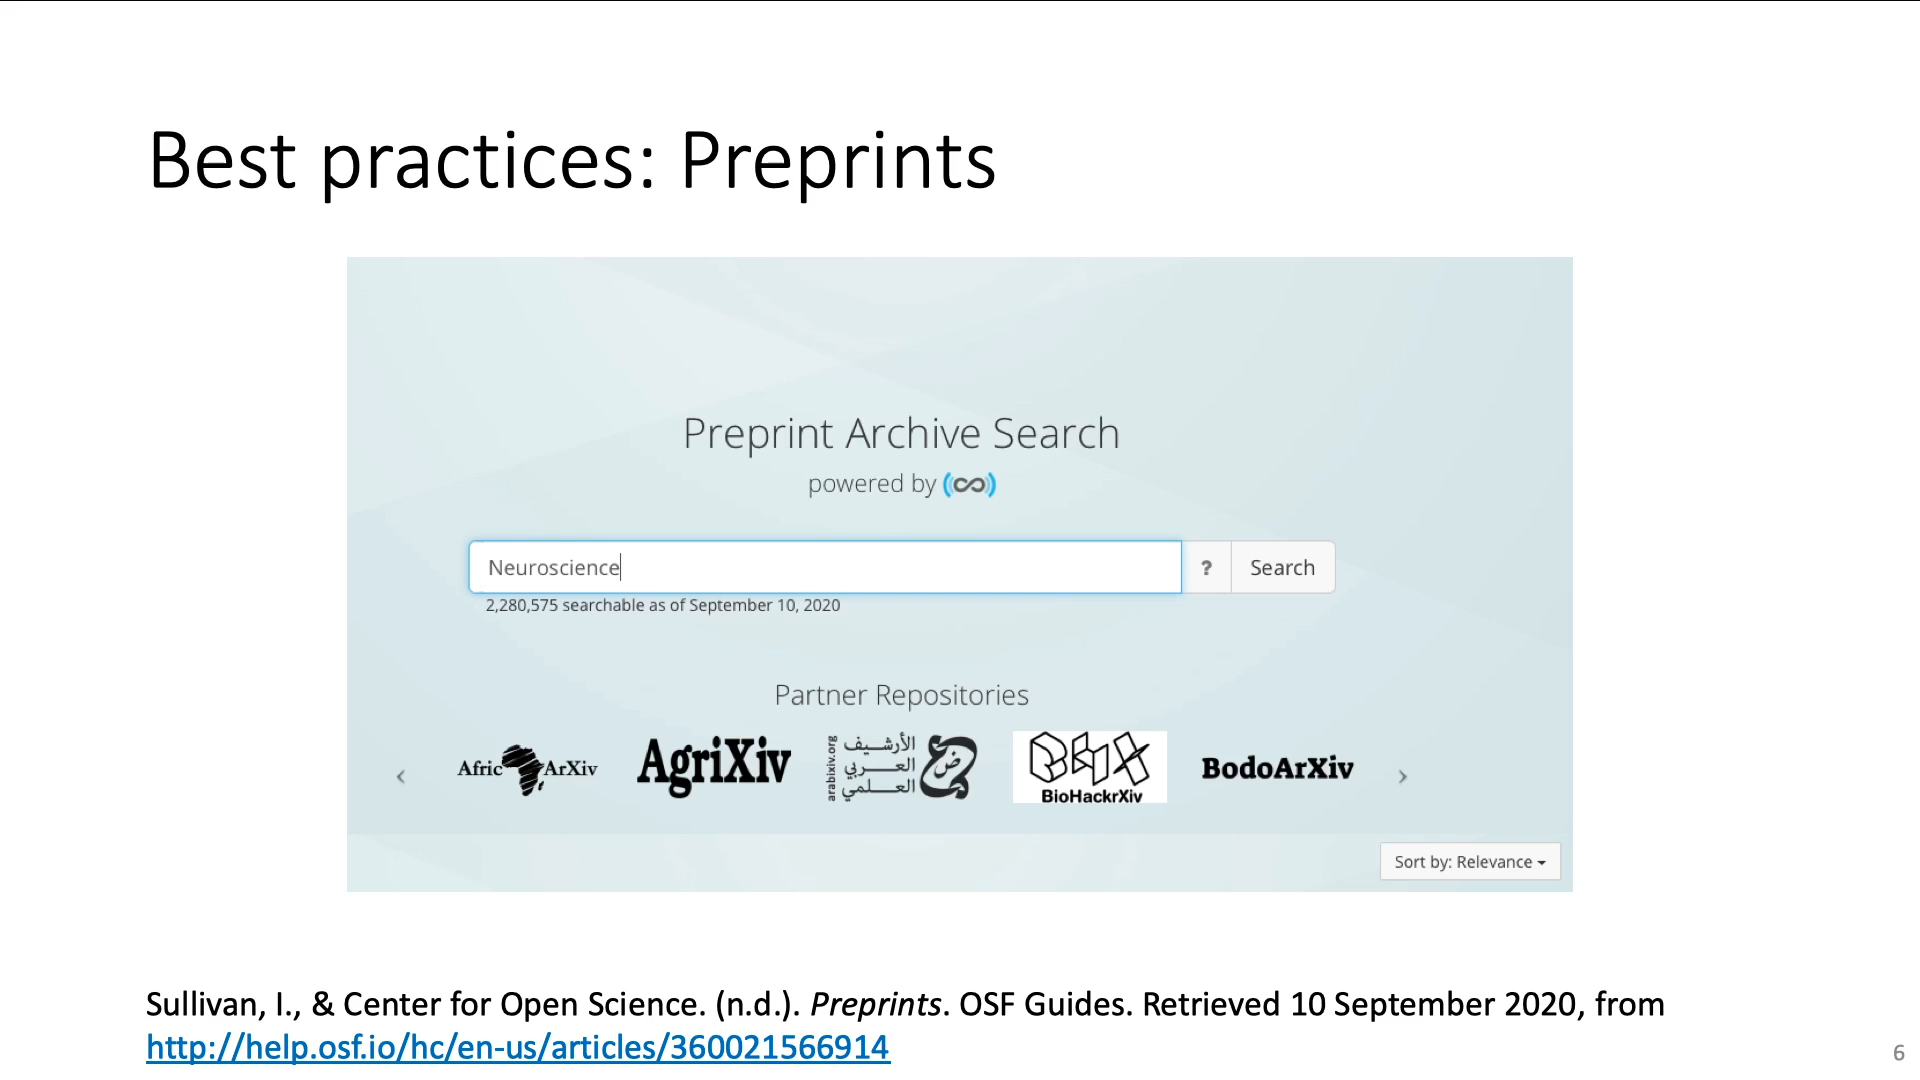 Best practices: Preprints
Preprint Archive Search
powered by
Neuroscience
?
Search
2,280,575 searchable as of September 10, 2020
Partner Repositories
Afric ArXiv
AgriXiv
arabixiv.org
الأرشيف
العربي
العلمي
BioHackrXiv
BodoArXiv
Sort by: Relevance
Sullivan, I., & Center for Open Science. (n.d.). Preprints. OSF Guides. Retrieved 10 September 2020, from
http://help.osf.io/hc/en-us/articles/360021566914
6